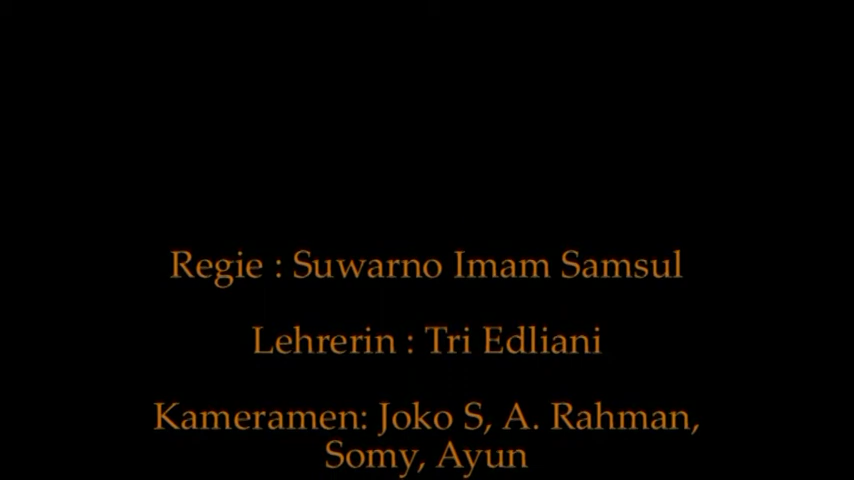 Regie : Suwarno Imam Samsul
Lehrerin : Tri Edliani
Kameramen: Joko S, A. Rahman,
Somy, Ayun